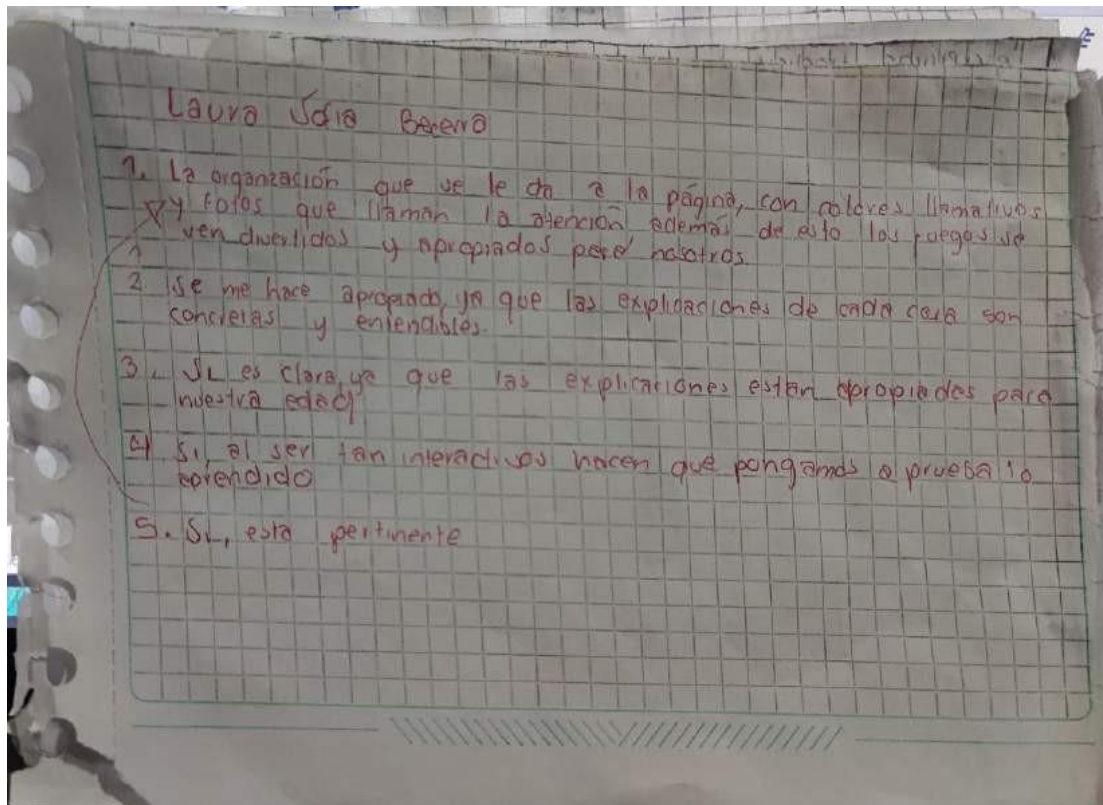 Laura Sofia Becerra
1. La organización que se le da a la página, con colores llamativos
y fotos que llaman la atención además de esto los juegos se
ven divertidos y apropiados para nosotros.
2 Se me hace apropiado, ya que las explicaciones de cada cosa son
concretas y entendibles.
3. Si es clara, ya que las explicaciones estan apropiadas para
nuestra edad
4 Si, al ser tan interactivos hacen que pongamos a prueba lo
aprendido
5. Si, esta pertinente